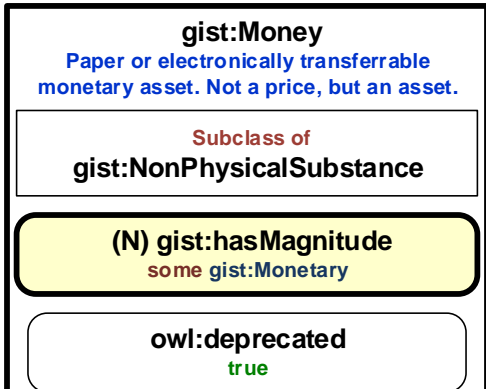 gist:Money
Paper or electronically transferrable
monetary asset. Not a price, but an asset.
Subclass of
gist:NonPhysicalSubstance
(N) gist:hasMagnitude
some gist:Monetary
owl:deprecated
true